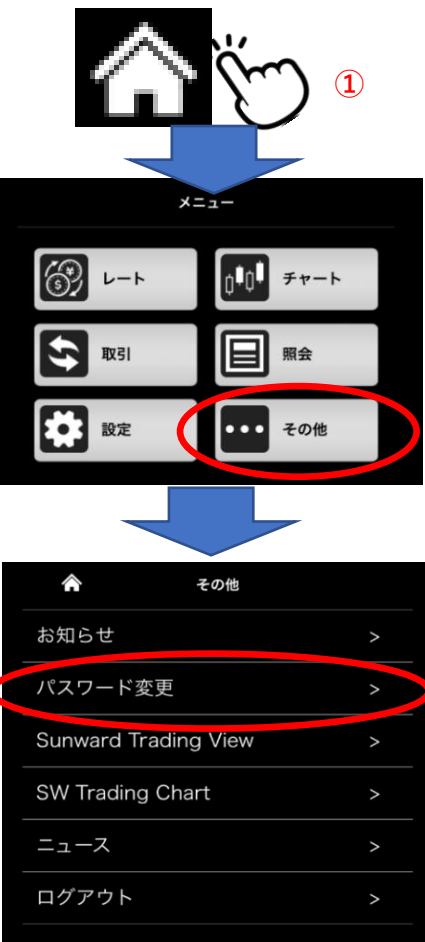 ①
メニュー
レート
チャート
取引
照会
設定
その他
その他
お知らせ >
パスワード変更 >
Sunward Trading View >
SW Trading Chart >
ニュース >
ログアウト >